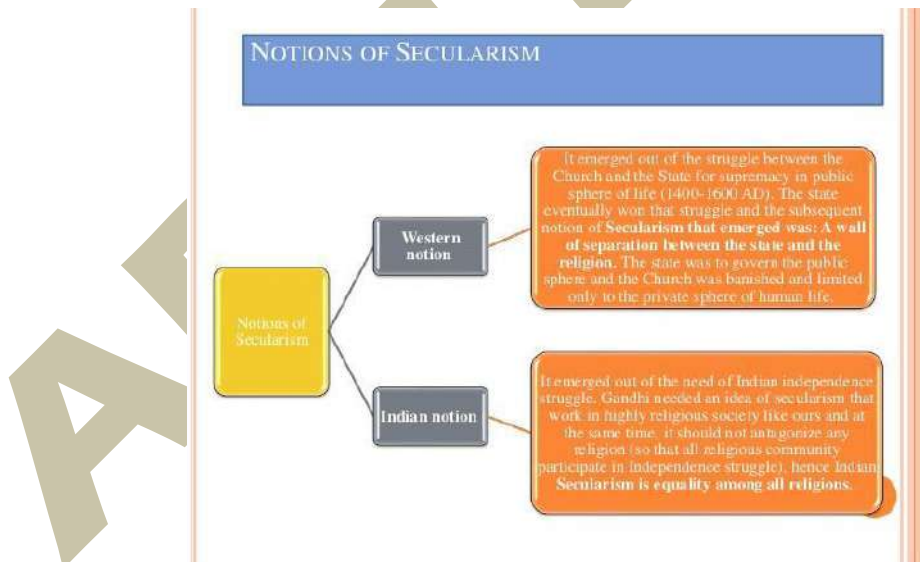 NOTIONS OF SECULARISM
It emerged out of the struggle between the
Church and the State for supremacy in public
sphere of life (1400-1600 AD). The state
eventually won that struggle and the subsequent
notion of Secularism that emerged was: A wall
of separation between the state and the
religion. The state was to govern the public
sphere and the Church was banished and limited
only to the private sphere of human life.
Western
notion
Notions of
Secularism
Indian notion
It emerged out of the need of Indian independence
struggle. Gandhi needed an idea of secularism that
work in highly religious society like ours and at
the same time, it should not antagonize any
religion (so that all religious community
participate in Independence struggle), hence Indian
Secularism is equality among all religions.